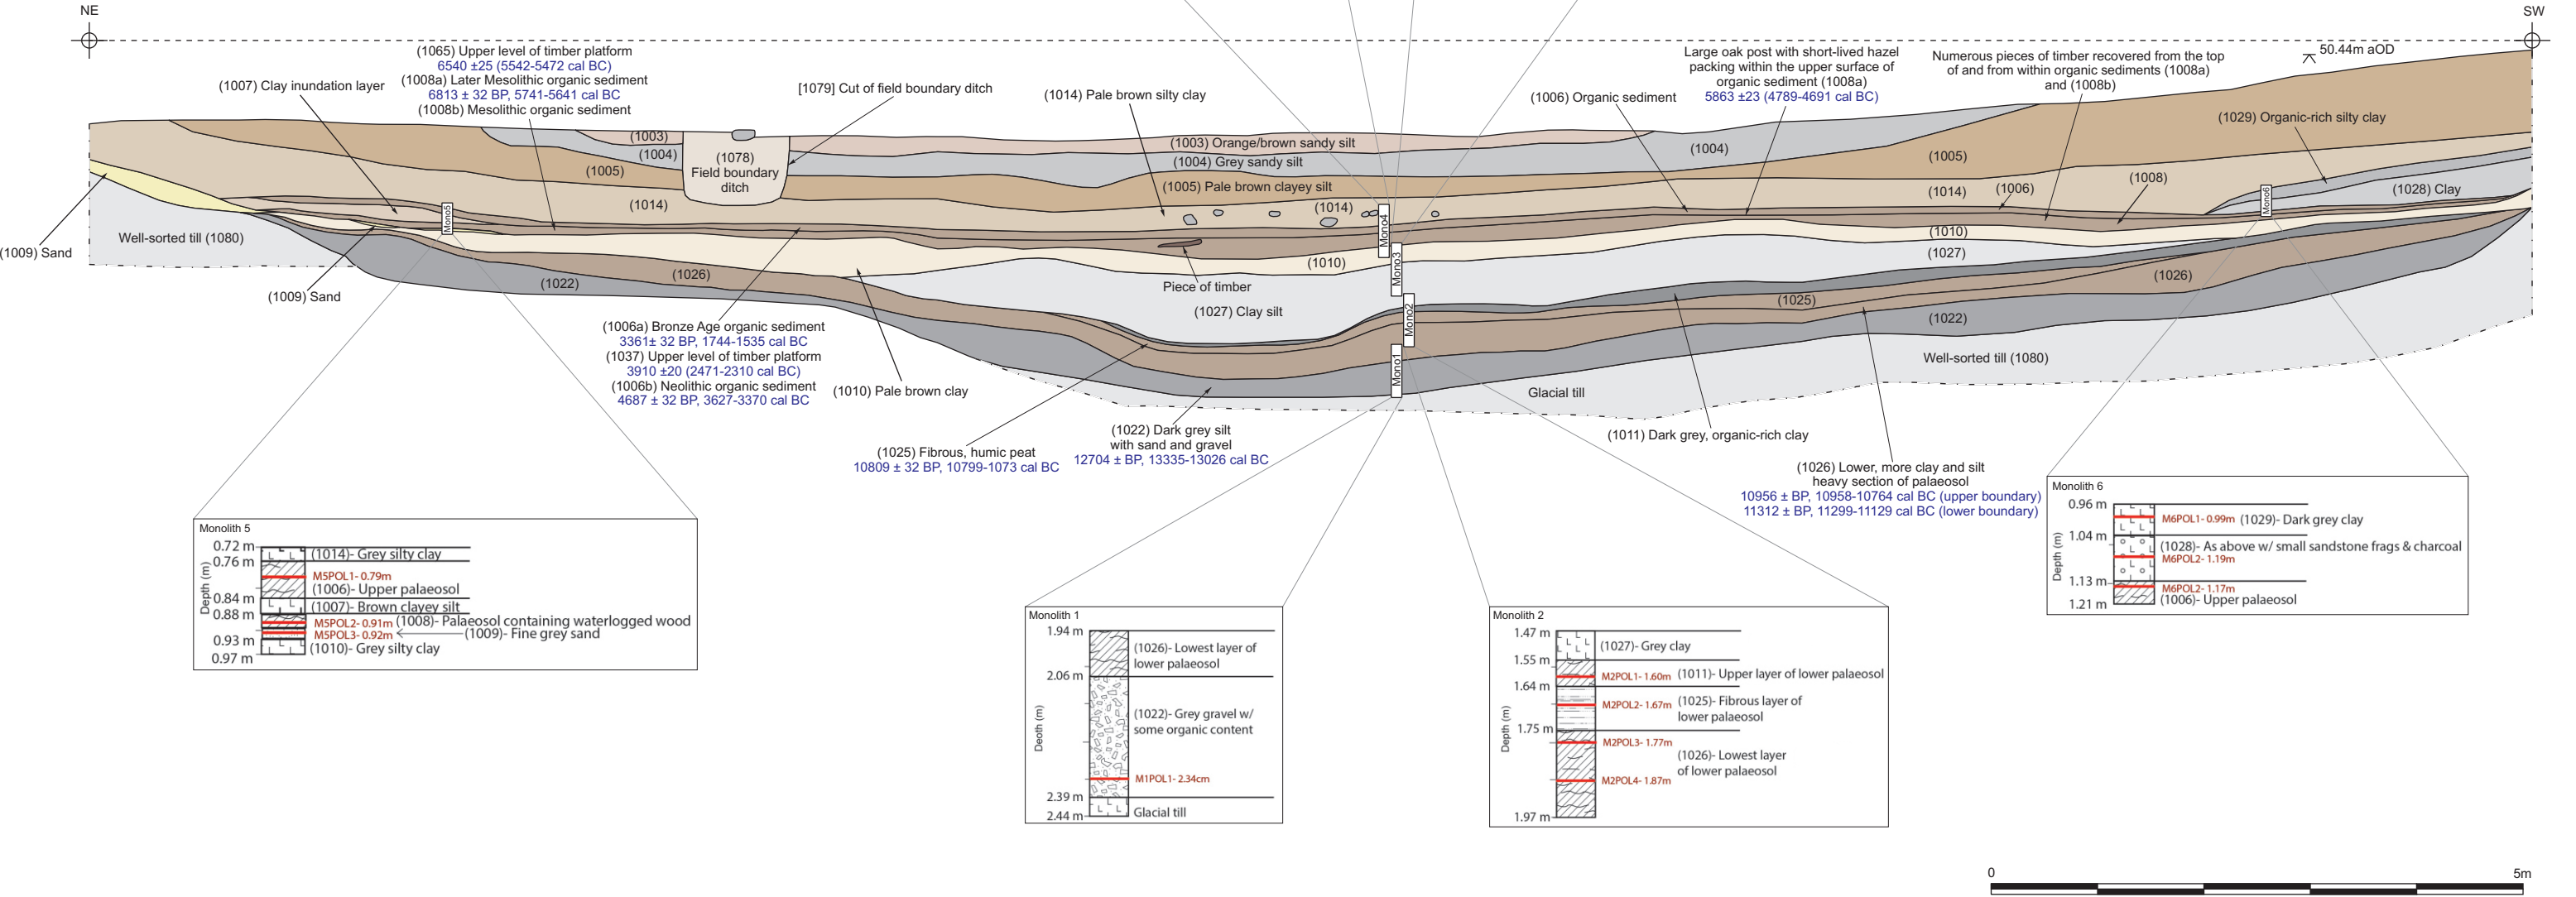 NE
SW
50.44m aOD
(1065) Upper level of timber platform
6540 ±25 (5542-5472 cal BC)
(1008a) Later Mesolithic organic sediment
6813 ± 32 BP, 5741-5641 cal BC
(1008b) Mesolithic organic sediment
(1007) Clay inundation layer
[1079] Cut of field boundary ditch
(1014) Pale brown silty clay
(1006) Organic sediment
Large oak post with short-lived hazel
packing within the upper surface of
organic sediment (1008a)
5863 ±23 (4789-4691 cal BC)
Numerous pieces of timber recovered from the top
of and from within organic sediments (1008a)
and (1008b)
(1029) Organic-rich silty clay
(1003)
(1004)
(1005)
(1078)
Field boundary
ditch
(1003) Orange/brown sandy silt
(1004) Grey sandy silt
(1005) Pale brown clayey silt
(1004)
(1005)
(1014)
(1014)
(1014)
(1006)
(1008)
(1028) Clay
Mono5
Mono4
Mono3
Mono2
Mono1
Mono6
(1009) Sand
Well-sorted till (1080)
(1009) Sand
(1022)
(1026)
(1010)
Piece of timber
(1027) Clay silt
(1010)
(1027)
(1025)
(1026)
(1022)
Well-sorted till (1080)
Glacial till
(1006a) Bronze Age organic sediment
3361± 32 BP, 1744-1535 cal BC
(1037) Upper level of timber platform
3910 ±20 (2471-2310 cal BC)
(1006b) Neolithic organic sediment
4687 ± 32 BP, 3627-3370 cal BC
(1010) Pale brown clay
(1025) Fibrous, humic peat
10809 ± 32 BP, 10799-1073 cal BC
(1022) Dark grey silt
with sand and gravel
12704 ± BP, 13335-13026 cal BC
(1011) Dark grey, organic-rich clay
(1026) Lower, more clay and silt
heavy section of palaeosol
10956 ± BP, 10958-10764 cal BC (upper boundary)
11312 ± BP, 11299-11129 cal BC (lower boundary)
Monolith 5
Depth (m)
0.72 m
(1014)- Grey silty clay
0.76 m
M5POL1- 0.79m
(1006)- Upper palaeosol
0.84 m
(1007)- Brown clayey silt
0.88 m
M5POL2- 0.91m (1008)- Palaeosol containing waterlogged wood
M5POL3- 0.92m (1009)- Fine grey sand
0.93 m
(1010)- Grey silty clay
0.97 m
Monolith 1
Depth (m)
1.94 m
(1026)- Lowest layer of
lower palaeosol
2.06 m
(1022)- Grey gravel w/
some organic content
M1POL1- 2.34cm
2.39 m
Glacial till
2.44 m
Monolith 2
Depth (m)
1.47 m
(1027)- Grey clay
1.55 m
M2POL1- 1.60m (1011)- Upper layer of lower palaeosol
1.64 m
M2POL2- 1.67m (1025)- Fibrous layer of
lower palaeosol
1.75 m
M2POL3- 1.77m
(1026)- Lowest layer
of lower palaeosol
M2POL4- 1.87m
1.97 m
Monolith 6
Depth (m)
0.96 m
M6POL1- 0.99m (1029)- Dark grey clay
1.04 m
(1028)- As above w/ small sandstone frags & charcoal
M6POL2- 1.19m
1.13 m
M6POL2- 1.17m
(1006)- Upper palaeosol
1.21 m
0
5m